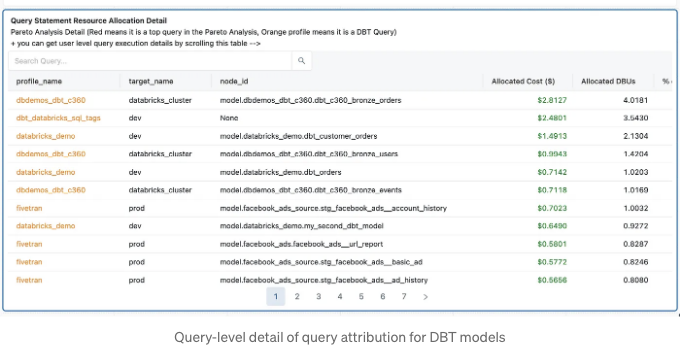 Query Statement Resource Allocation Detail
Pareto Analysis Detail (Red means it is a top query in the Pareto Analysis, Orange profile means it is a DBT Query)
+ you can get user level query execution details by scrolling this table -->
Search Query...
profile_name target_name node_id Allocated Cost ($) Allocated DBUs %
dbdemos_dbt_c360 databricks_cluster model.dbdemos_dbt_c360.dbt_c360_bronze_orders $2.8127 4.0181
dbt_databricks_sql_tags dev None $2.4801 3.5430
databricks_demo dev model.databricks_demo.dbt_customer_orders $1.4913 2.1304
dbdemos_dbt_c360 databricks_cluster model.dbdemos_dbt_c360.dbt_c360_bronze_users $0.9943 1.4204
databricks_demo dev model.databricks_demo.dbt_orders $0.7142 1.0203
dbdemos_dbt_c360 databricks_cluster model.dbdemos_dbt_c360.dbt_c360_bronze_events $0.7118 1.0169
fivetran prod model.facebook_ads_source.stg_facebook_ads__account_history $0.7023 1.0032
databricks_demo dev model.databricks_demo.my_second_dbt_model $0.6490 0.9272
fivetran prod model.facebook_ads.facebook_ads__url_report $0.5801 0.8287
fivetran prod model.facebook_ads_source.stg_facebook_ads__basic_ad $0.5772 0.8246
fivetran prod model.facebook_ads_source.stg_facebook_ads__ad_history $0.5656 0.8080
1 2 3 4 5 6 7 >
Query-level detail of query attribution for DBT models